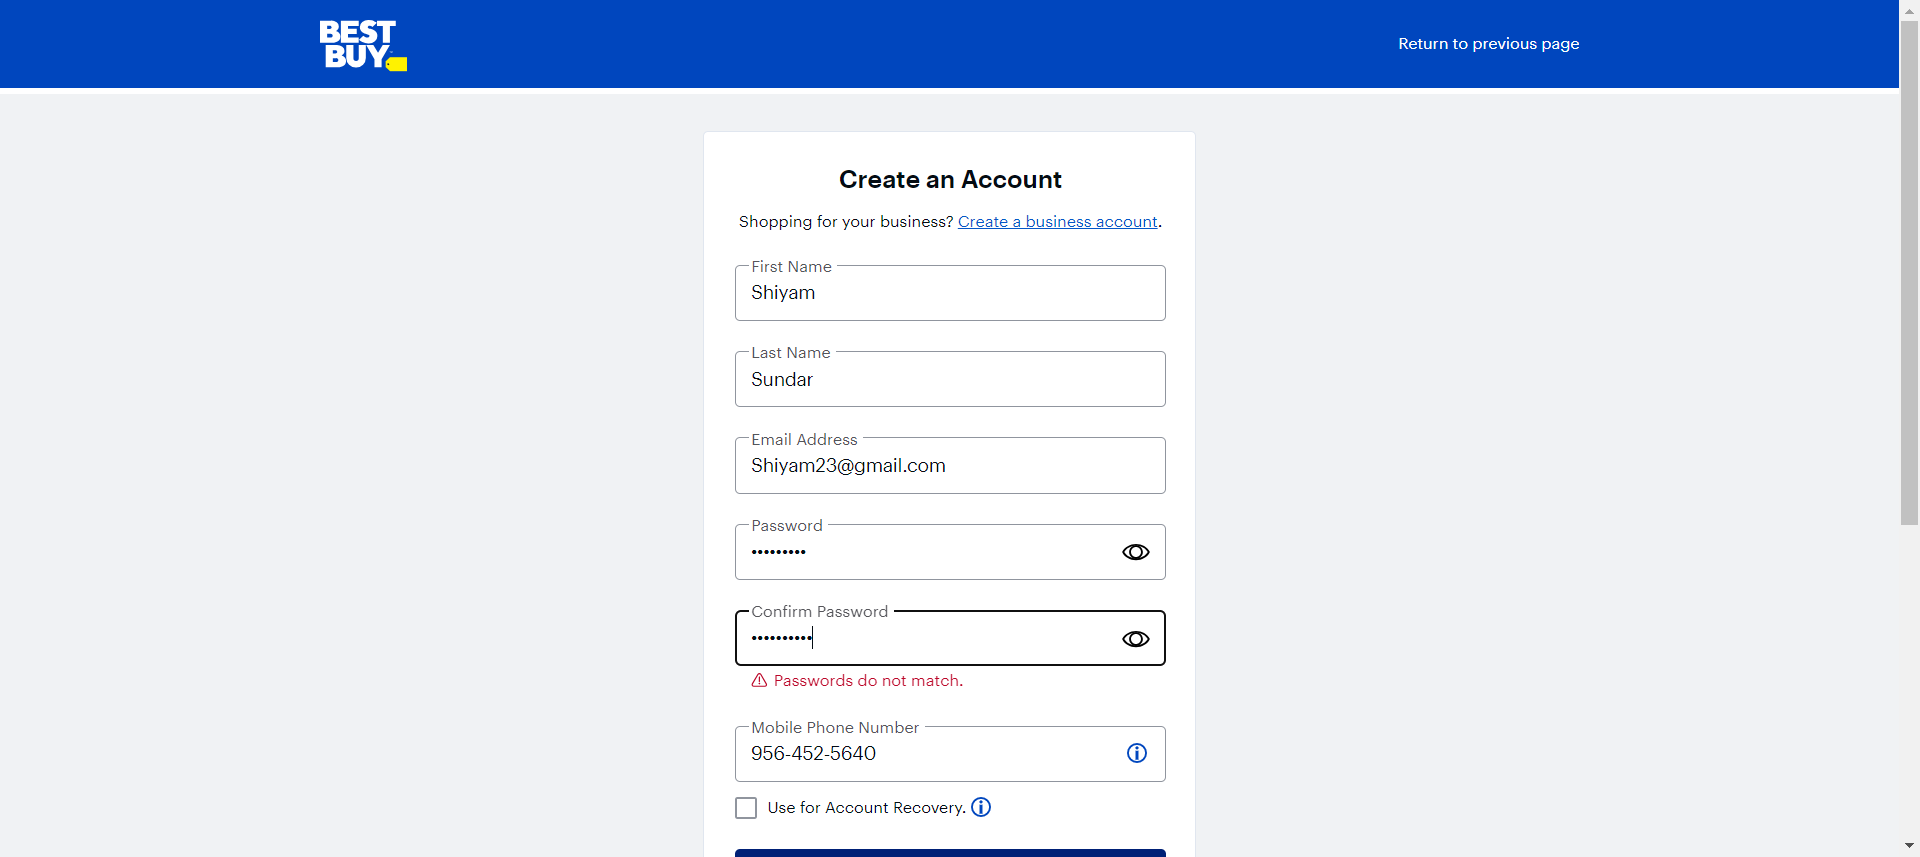 BEST
BUY
Return to previous page
Create an Account
Shopping for your business? Create a business account.
First Name
Shiyam
Last Name
Sundar
Email Address
Shiyam23@gmail.com
Password
•••••••••
Confirm Password
••••••••••
Passwords do not match.
Mobile Phone Number
956-452-5640
Use for Account Recovery.